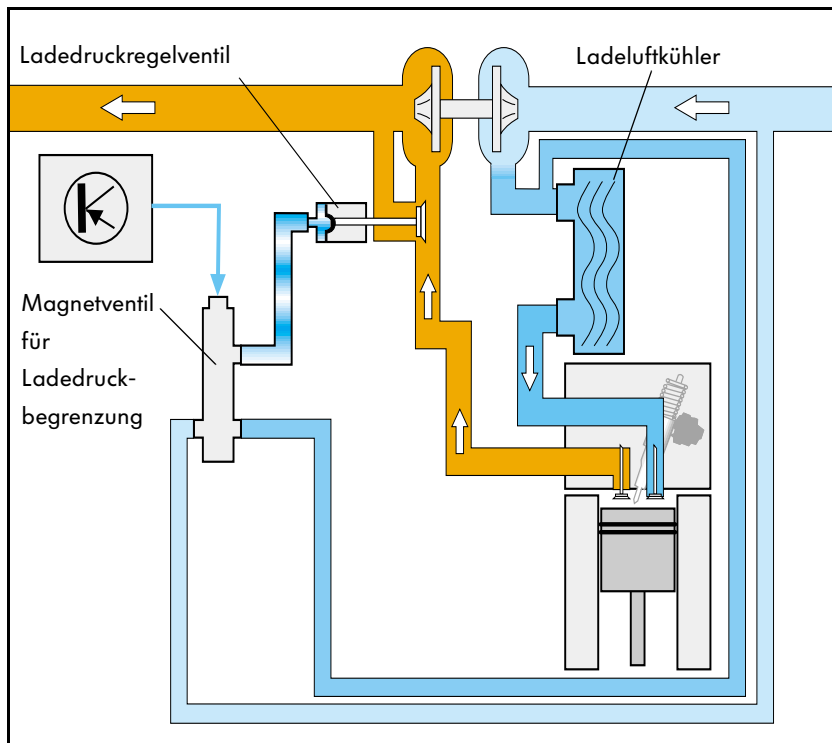 Ladedruckregelventil
Ladeluftkühler
Magnetventil
für
Ladedruck-
begrenzung